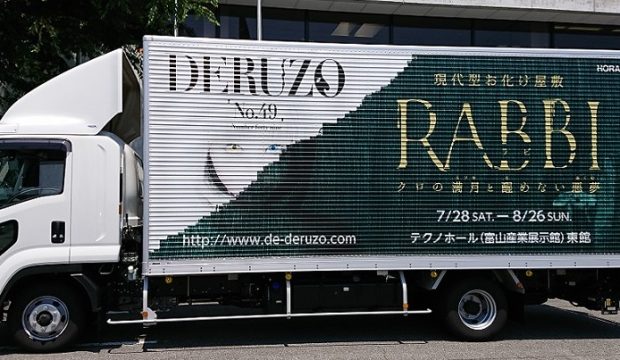 DERUZO
No.49
Number forty-nine
http://www.de-deruzo.com
HORA
現代型お化け屋敷
RABBI
クロの満月と醒めない悪夢
7/28 SAT. — 8/26 SUN.
テクノホール(富山産業展示館)東館